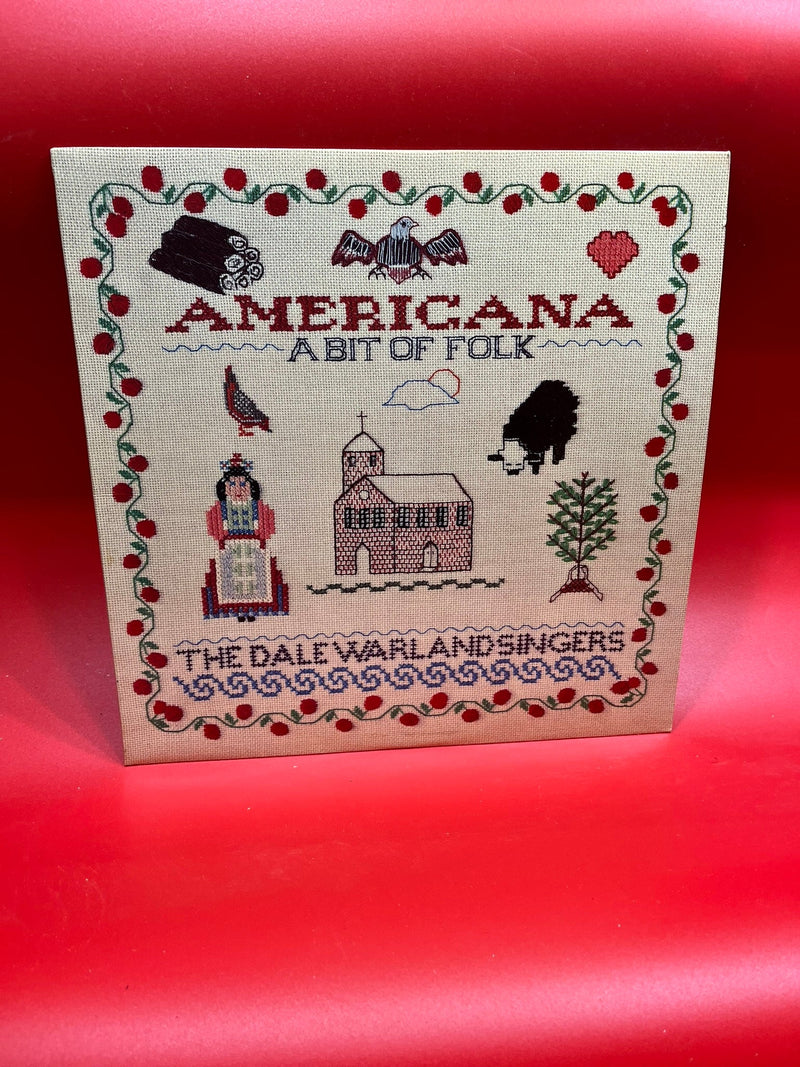 AMERICANA
A BIT OF FOLK
THE DALE WARLAND SINGERS